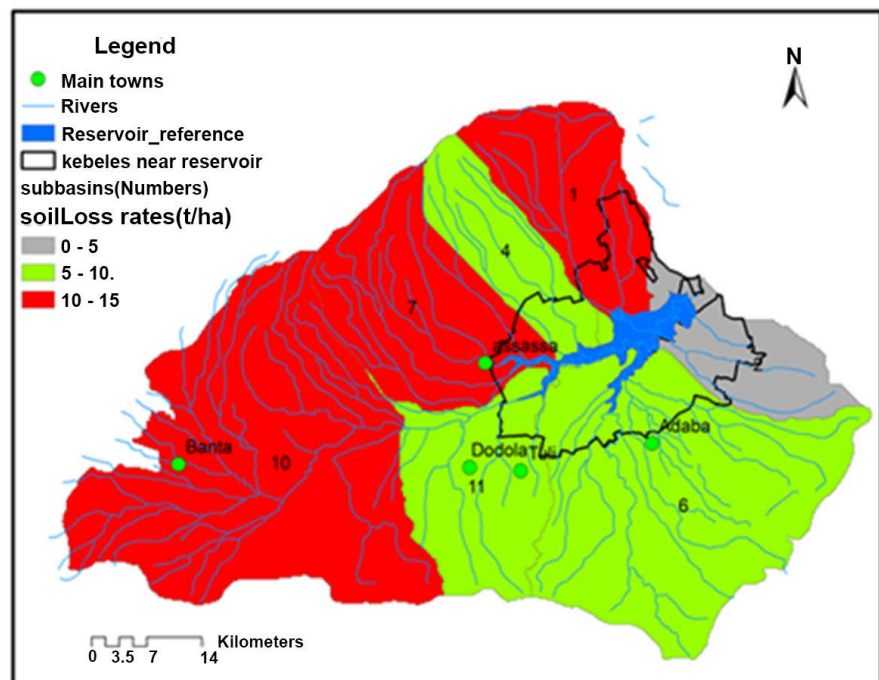 Legend
Main towns
Rivers
Reservoir_reference
kebeles near reservoir
subbasins(Numbers)
soilLoss rates(t/ha)
0 - 5
5 - 10.
10 - 15
N
1
4
7
assassa
2
Adaba
Banta
10
Dodola
11
6
Kilometers
0 3.5 7 14